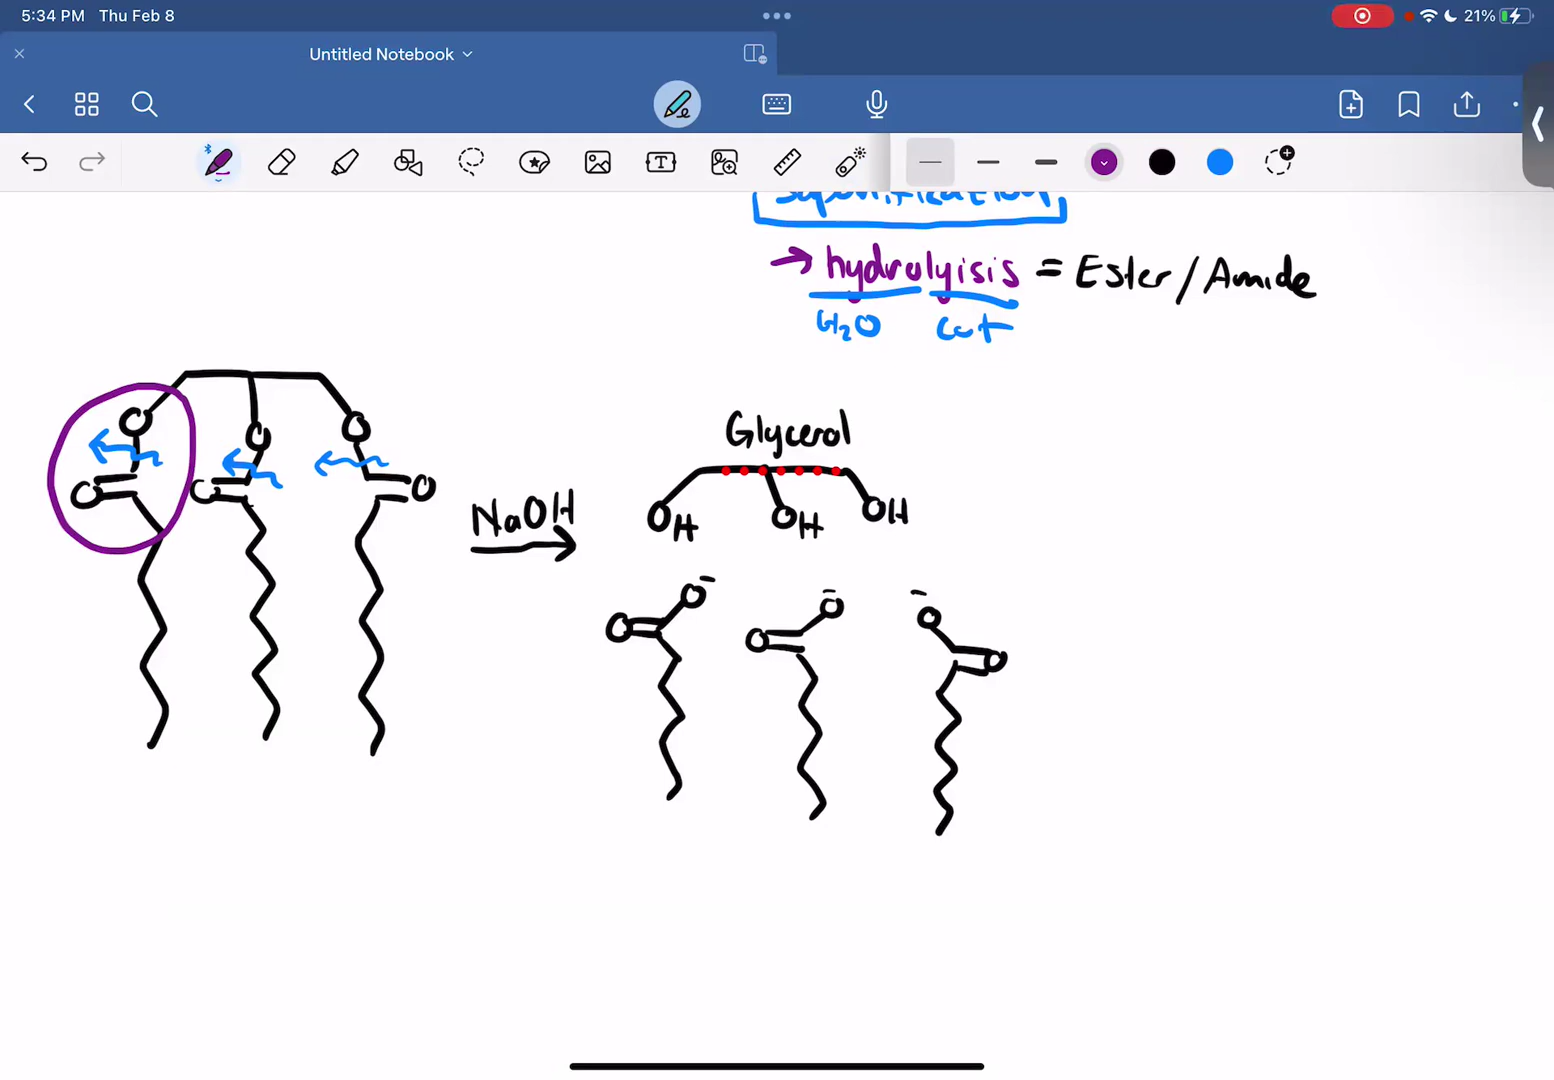 5:34 PM Thu Feb 8
21%
Untitled Notebook
→ hydrolyisis = Ester/Amide
H₂O cut
O O O
O O O
NaOH
Glycerol
OH OH OH
O⁻ O⁻ ⁻O
O O O